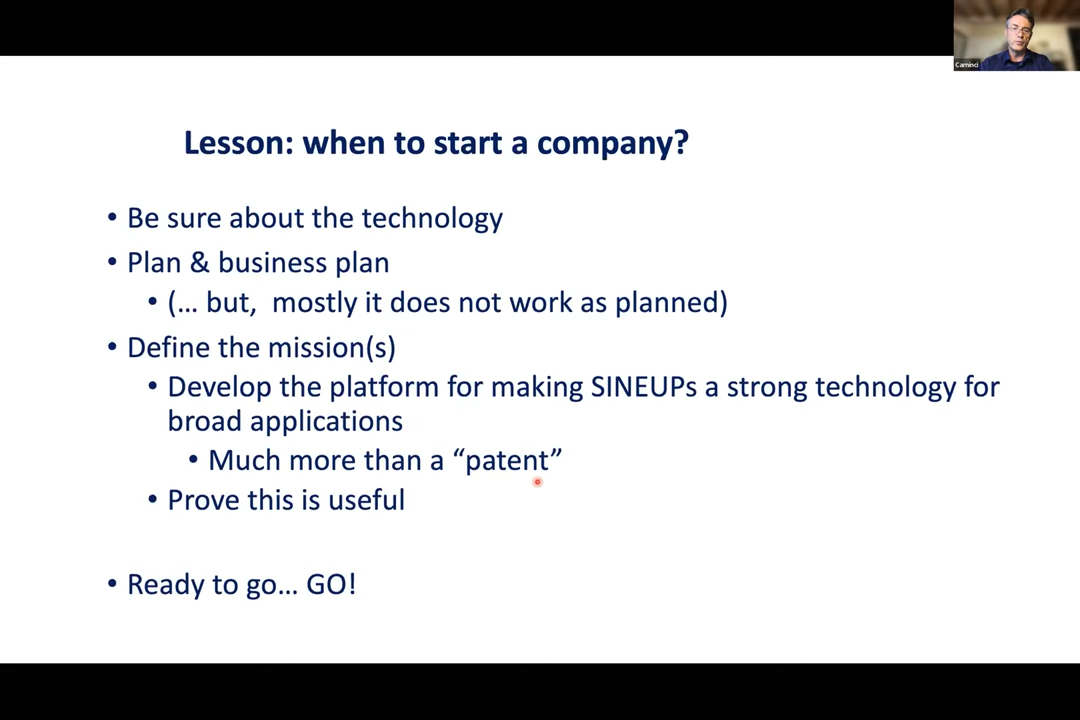 Caminci
Lesson: when to start a company?
• Be sure about the technology
• Plan & business plan
• (… but,  mostly it does not work as planned)
• Define the mission(s)
• Develop the platform for making SINEUPs a strong technology for
broad applications
• Much more than a “patent”
• Prove this is useful
• Ready to go… GO!